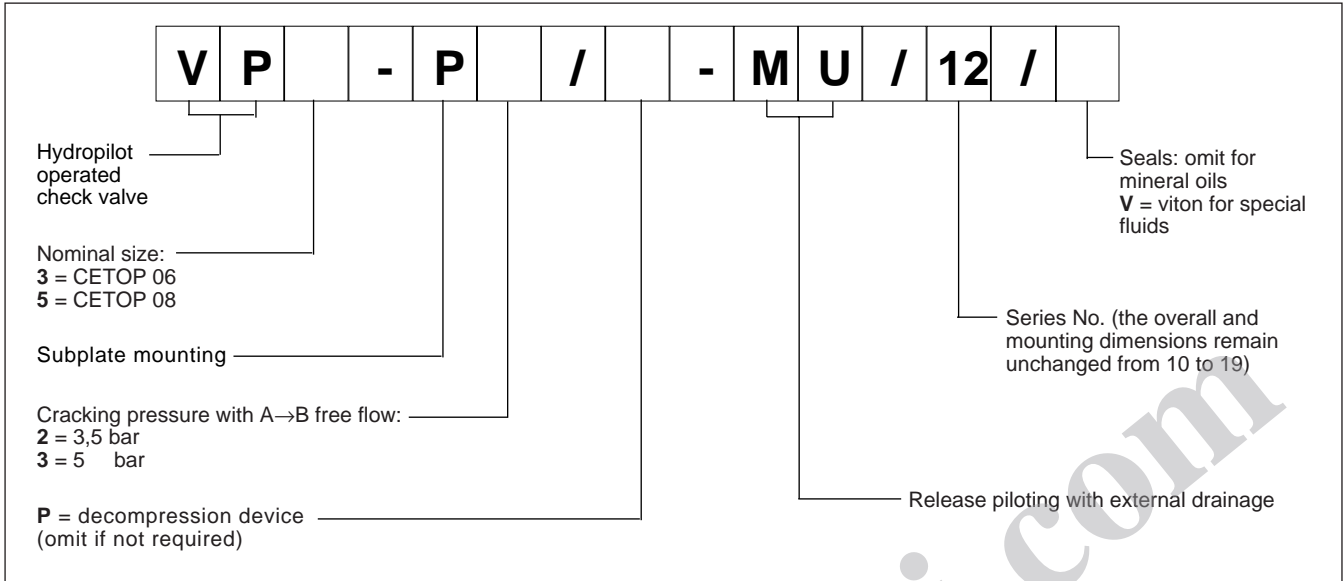 V P - P / - M U / 12 /
Hydropilot
operated
check valve
Nominal size:
3 = CETOP 06
5 = CETOP 08
Subplate mounting
Cracking pressure with A→B free flow:
2 = 3,5 bar
3 = 5 bar
P = decompression device
(omit if not required)
Seals: omit for
mineral oils
V = viton for special
fluids
Series No. (the overall and
mounting dimensions remain
unchanged from 10 to 19)
Release piloting with external drainage